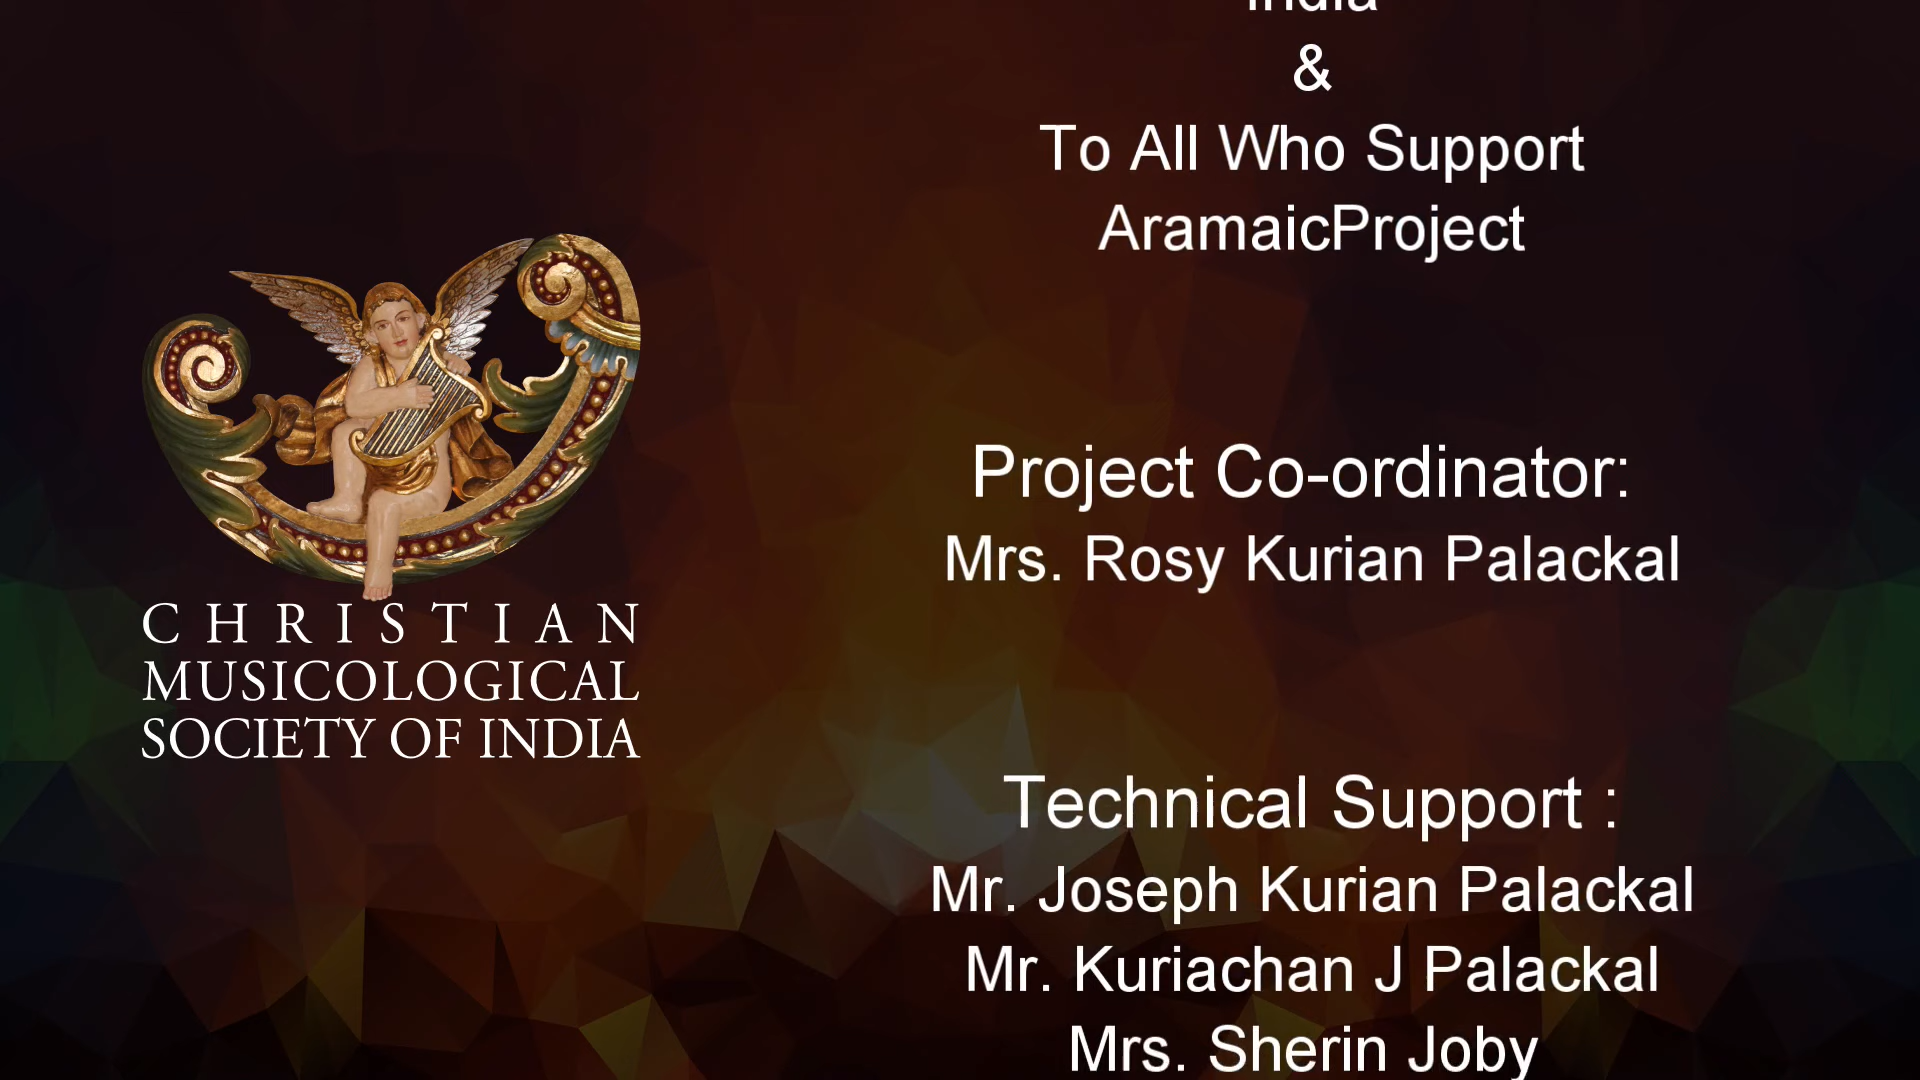 India
&
To All Who Support
AramaicProject
Project Co-ordinator:
Mrs. Rosy Kurian Palackal
Technical Support :
Mr. Joseph Kurian Palackal
Mr. Kuriachan J Palackal
Mrs. Sherin Joby
CHRISTIAN
MUSICOLOGICAL
SOCIETY OF INDIA